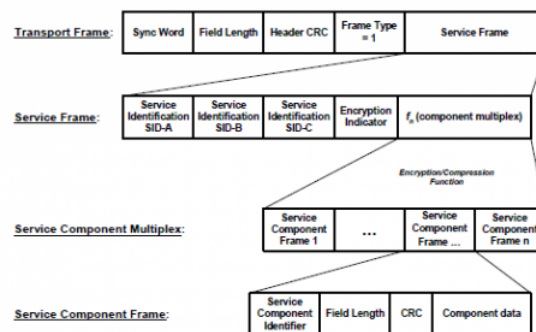 Transport Frame:
Sync Word
Field Length
Header CRC
Frame Type
= 1
Service Frame
Service Frame:
Service
Identification
SID-A
Service
Identification
SID-B
Service
Identification
SID-C
Encryption
Indicator
fn (component multiplex)
Encryption/Compression
Function
Service Component Multiplex:
Service
Component
Frame 1
...
Service
Component
Frame ...
Service
Component
Frame n
Service Component Frame:
Service
Component
Identifier
Field Length
CRC
Component data